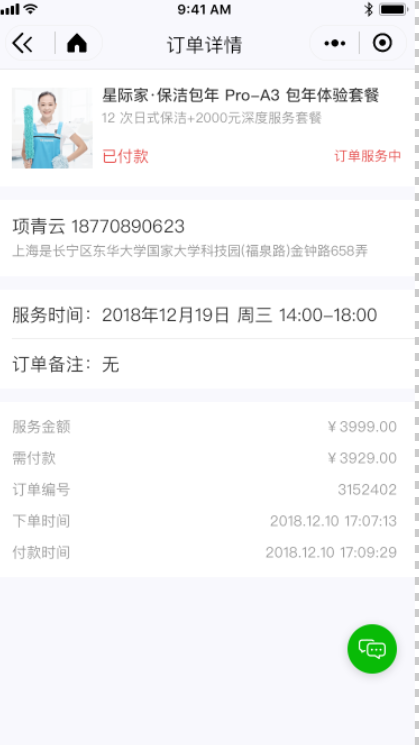 9:41 AM
订单详情
星际家·保洁包年 Pro-A3 包年体验套餐
12 次日式保洁+2000元深度服务套餐
已付款 订单服务中
项青云 18770890623
上海是长宁区东华大学国家大学科技园(福泉路)金钟路658弄
服务时间：2018年12月19日 周三 14:00-18:00
订单备注：无
服务金额 ¥3999.00
需付款 ¥3929.00
订单编号 3152402
下单时间 2018.12.10 17:07:13
付款时间 2018.12.10 17:09:29